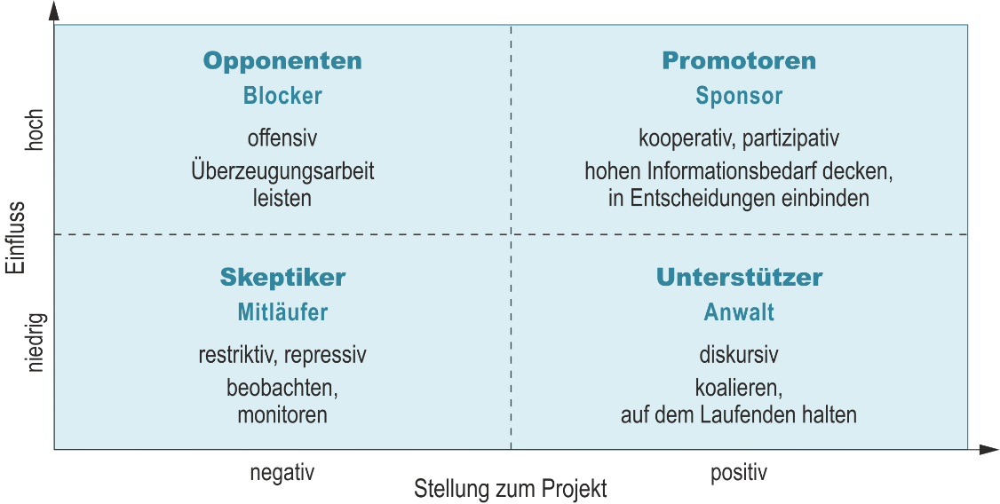 Opponenten
Blocker
offensiv
Überzeugungsarbeit
leisten
Promotoren
Sponsor
kooperativ, partizipativ
hohen Informationsbedarf decken,
in Entscheidungen einbinden
Skeptiker
Mitläufer
restriktiv, repressiv
beobachten,
monitoren
Unterstützer
Anwalt
diskursiv
koalieren,
auf dem Laufenden halten
hoch
Einfluss
niedrig
negativ
positiv
Stellung zum Projekt